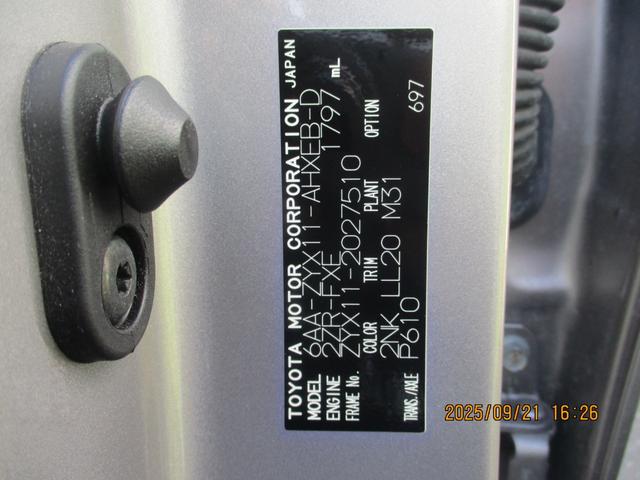 TOYOTA MOTOR CORPORATION JAPAN
MODEL 6AA-ZYX11-AHXEB-D
ENGINE 2ZR-FXE 1797 mL
FRAME No. ZYX11-2027510
COLOR TRIM PLANT OPTION
2NK LL20 M31 697
TRANS./AXLE P610
2025/09/21 16:26